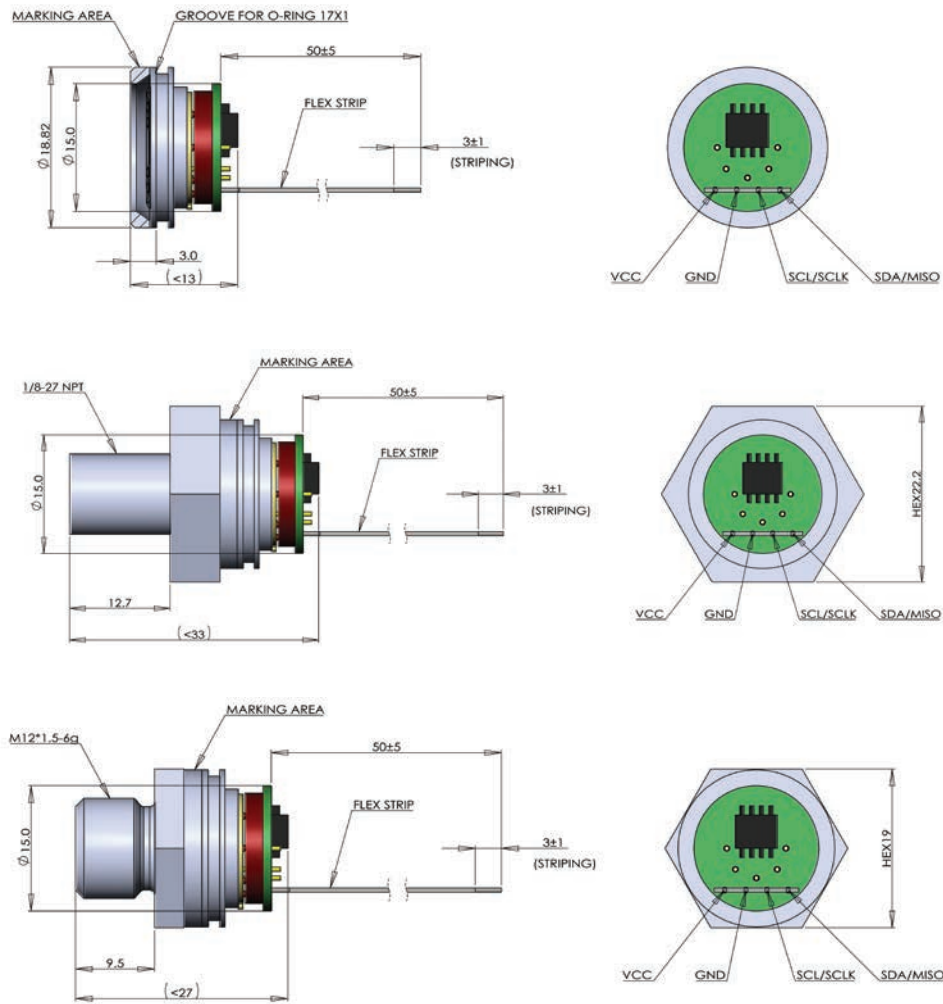 MARKING AREA
GROOVE FOR O-RING 17X1
50±5
FLEX STRIP
3±1
(STRIPING)
Ø18.82
Ø15.0
3.0
(<13)
VCC
GND
SCL/SCLK
SDA/MISO
MARKING AREA
1/8-27 NPT
50±5
FLEX STRIP
3±1
(STRIPING)
Ø15.0
12.7
(<33)
HEX22.2
VCC
GND
SCL/SCLK
SDA/MISO
MARKING AREA
M12*1.5-6g
50±5
FLEX STRIP
3±1
(STRIPING)
Ø15.0
9.5
(<27)
HEX19
VCC
GND
SCL/SCLK
SDA/MISO